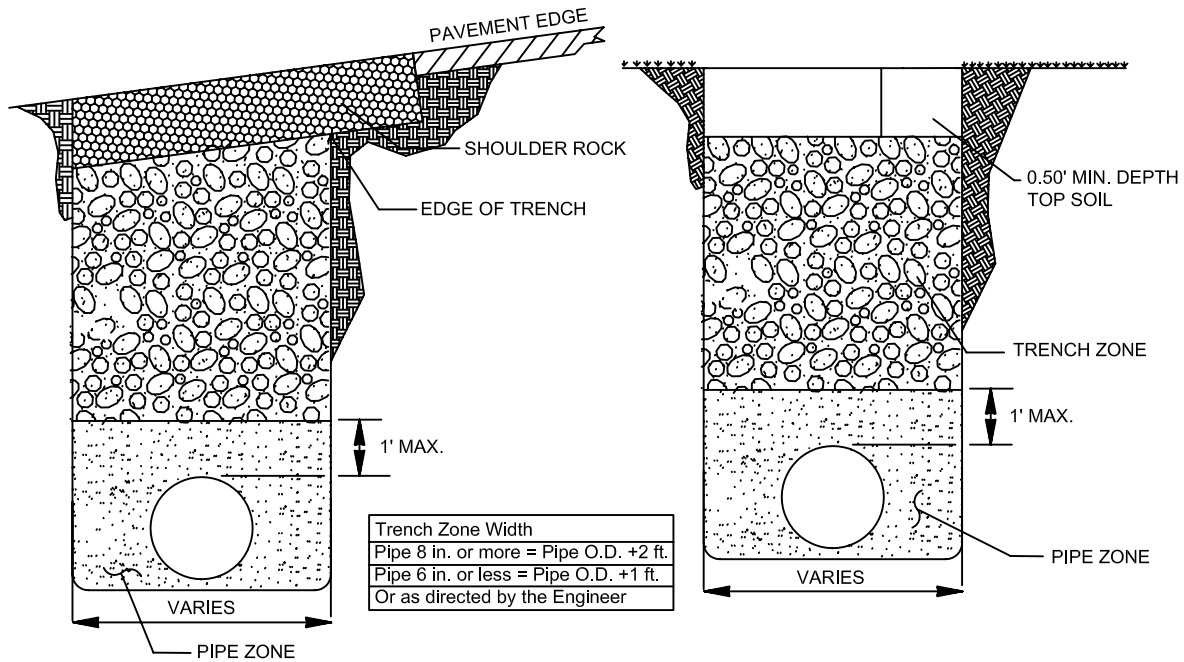 PAVEMENT EDGE
SHOULDER ROCK
EDGE OF TRENCH
1' MAX.
VARIES
PIPE ZONE
Trench Zone Width
Pipe 8 in. or more = Pipe O.D. +2 ft.
Pipe 6 in. or less = Pipe O.D. +1 ft.
Or as directed by the Engineer
0.50' MIN. DEPTH
TOP SOIL
TRENCH ZONE
1' MAX.
PIPE ZONE
VARIES